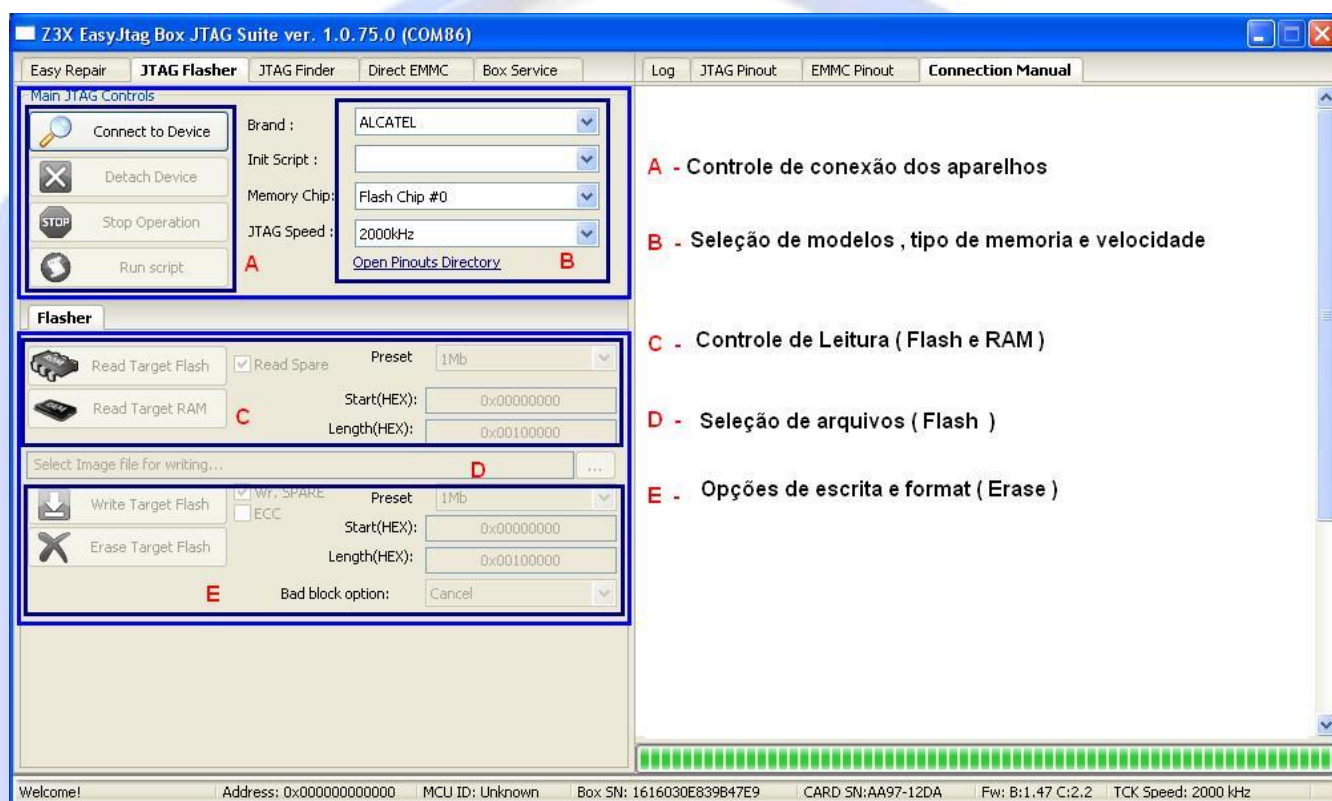 Z3X EasyJtag Box JTAG Suite ver. 1.0.75.0 (COM86)
Easy Repair JTAG Flasher JTAG Finder Direct EMMC Box Service
Log JTAG Pinout EMMC Pinout Connection Manual
Main JTAG Controls
Connect to Device
Detach Device
STOP Stop Operation
Run script
A
Brand : ALCATEL
Init Script :
Memory Chip: Flash Chip #0
JTAG Speed : 2000kHz
Open Pinouts Directory B
Flasher
Read Target Flash Read Spare Preset 1Mb
Read Target RAM Start(HEX): 0x00000000
C Length(HEX): 0x00100000
Select Image file for writing... D ...
Write Target Flash Wr. SPARE Preset 1Mb
ECC
Start(HEX): 0x00000000
Erase Target Flash Length(HEX): 0x00100000
E Bad block option: Cancel
A - Controle de conexão dos aparelhos
B - Seleção de modelos , tipo de memoria e velocidade
C - Controle de Leitura ( Flash e RAM )
D - Seleção de arquivos ( Flash )
E - Opções de escrita e format ( Erase )
Welcome! Address: 0x000000000000 MCU ID: Unknown Box SN: 1616030E839B47E9 CARD SN:AA97-12DA Fw: B:1.47 C:2.2 TCK Speed: 2000 kHz